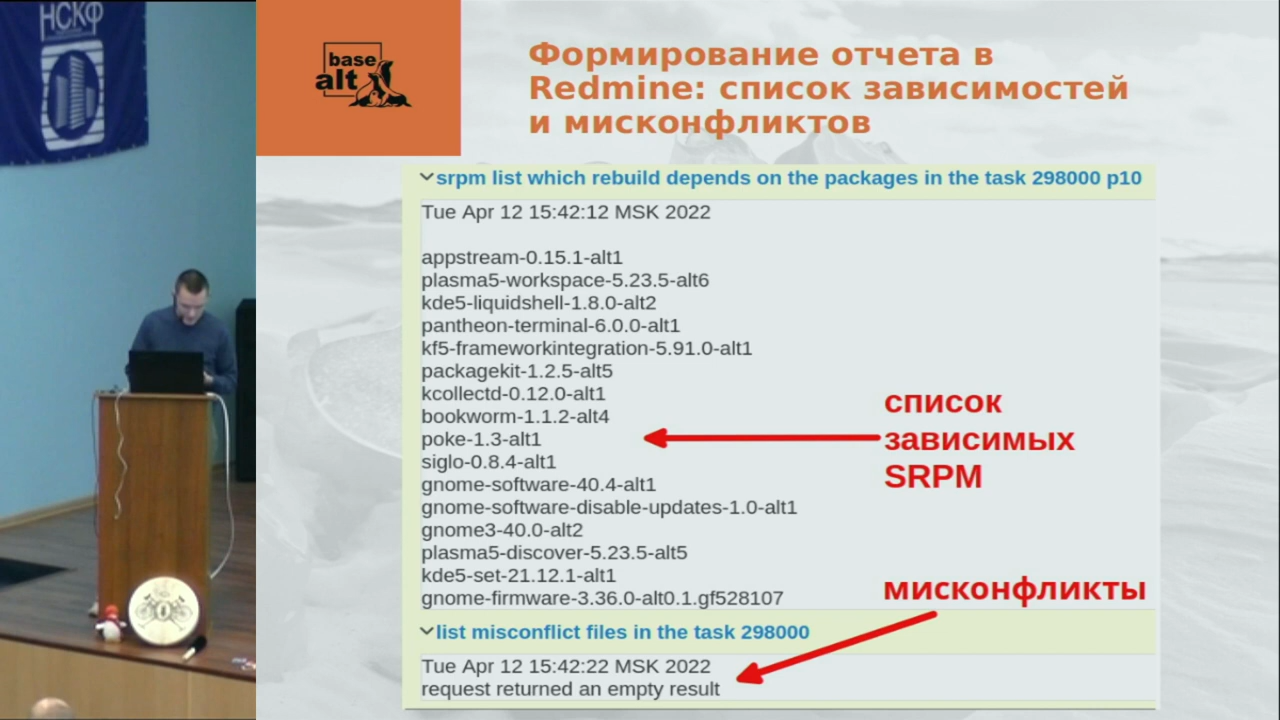 НСКФ
base
alt
Формирование отчета в
Redmine: список зависимостей
и мисконфликтов
srpm list which rebuild depends on the packages in the task 298000 p10
Tue Apr 12 15:42:12 MSK 2022
appstream-0.15.1-alt1
plasma5-workspace-5.23.5-alt6
kde5-liquidshell-1.8.0-alt2
pantheon-terminal-6.0.0-alt1
kf5-frameworkintegration-5.91.0-alt1
packagekit-1.2.5-alt5
kcollectd-0.12.0-alt1
bookworm-1.1.2-alt4
poke-1.3-alt1
siglo-0.8.4-alt1
gnome-software-40.4-alt1
gnome-software-disable-updates-1.0-alt1
gnome3-40.0-alt2
plasma5-discover-5.23.5-alt5
kde5-set-21.12.1-alt1
gnome-firmware-3.36.0-alt0.1.gf528107
список
зависимых
SRPM
мисконфликты
list misconflict files in the task 298000
Tue Apr 12 15:42:22 MSK 2022
request returned an empty result